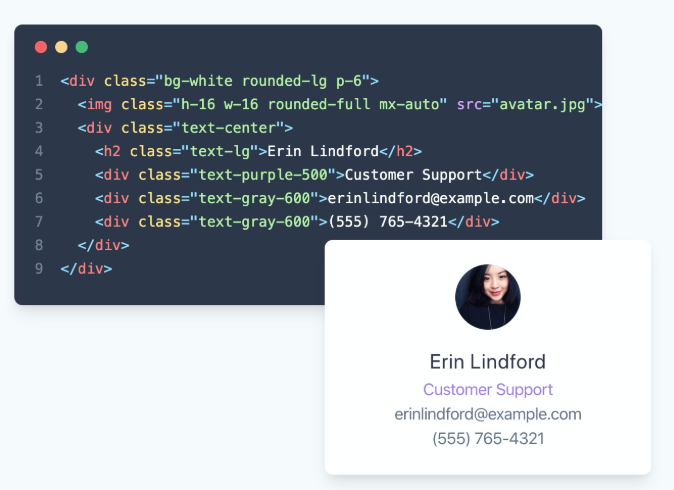 1 <div class="bg-white rounded-lg p-6">
2   <img class="h-16 w-16 rounded-full mx-auto" src="avatar.jpg">
3   <div class="text-center">
4     <h2 class="text-lg">Erin Lindford</h2>
5     <div class="text-purple-500">Customer Support</div>
6     <div class="text-gray-600">erinlindford@example.com</div>
7     <div class="text-gray-600">(555) 765-4321</div>
8   </div>
9 </div>
Erin Lindford
Customer Support
erinlindford@example.com
(555) 765-4321